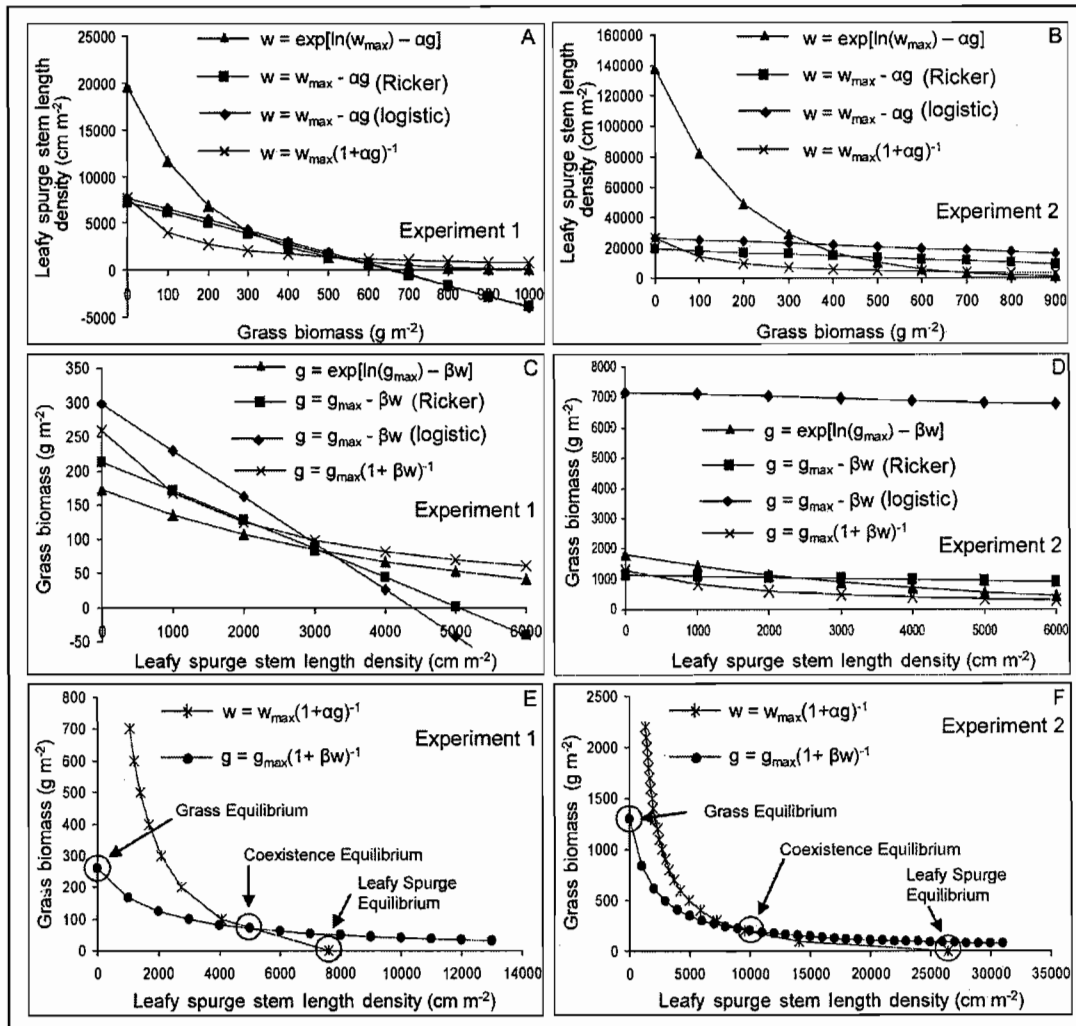 A
25000
20000
15000
10000
5000
0
-5000
Leafy spurge stem length
density (cm m-2)
w = exp[ln(wmax) – αg]
w = wmax - αg (Ricker)
w = wmax - αg (logistic)
w = wmax(1+αg)-1
Experiment 1
0 100 200 300 400 500 600 700 800 900 1000
Grass biomass (g m-2)
B
160000
140000
120000
100000
80000
60000
40000
20000
0
Leafy spurge stem length
density (cm m-2)
w = exp[ln(wmax) – αg]
w = wmax - αg (Ricker)
w = wmax - αg (logistic)
w = wmax(1+αg)-1
Experiment 2
0 100 200 300 400 500 600 700 800 900
Grass biomass (g m-2)
C
350
300
250
200
150
100
50
0
-50
Grass biomass (g m-2)
g = exp[ln(gmax) – βw]
g = gmax - βw (Ricker)
g = gmax - βw (logistic)
g = gmax(1+ βw)-1
Experiment 1
0 1000 2000 3000 4000 5000 6000
Leafy spurge stem length density (cm m-2)
D
8000
7000
6000
5000
4000
3000
2000
1000
0
Grass biomass (g m-2)
g = exp[ln(gmax) – βw]
g = gmax - βw (Ricker)
g = gmax - βw (logistic)
g = gmax(1+ βw)-1
Experiment 2
0 1000 2000 3000 4000 5000 6000
Leafy spurge stem length density (cm m-2)
E
800
700
600
500
400
300
200
100
0
Grass biomass (g m-2)
w = wmax(1+αg)-1
g = gmax(1+ βw)-1
Experiment 1
Grass Equilibrium
Coexistence Equilibrium
Leafy Spurge
Equilibrium
0 2000 4000 6000 8000 10000 12000 14000
Leafy spurge stem length density (cm m-2)
F
2500
2000
1500
1000
500
0
Grass biomass (g m-2)
w = wmax(1+αg)-1
g = gmax(1+ βw)-1
Experiment 2
Grass Equilibrium
Coexistence Equilibrium
Leafy Spurge
Equilibrium
0 5000 10000 15000 20000 25000 30000 35000
Leafy spurge stem length density (cm m-2)